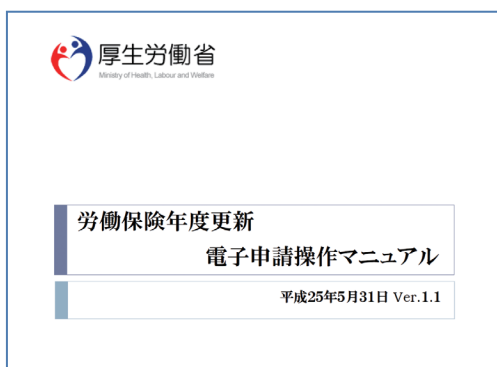 厚生労働省
Ministry of Health, Labour and Welfare
労働保険年度更新
電子申請操作マニュアル
平成25年5月31日 Ver.1.1